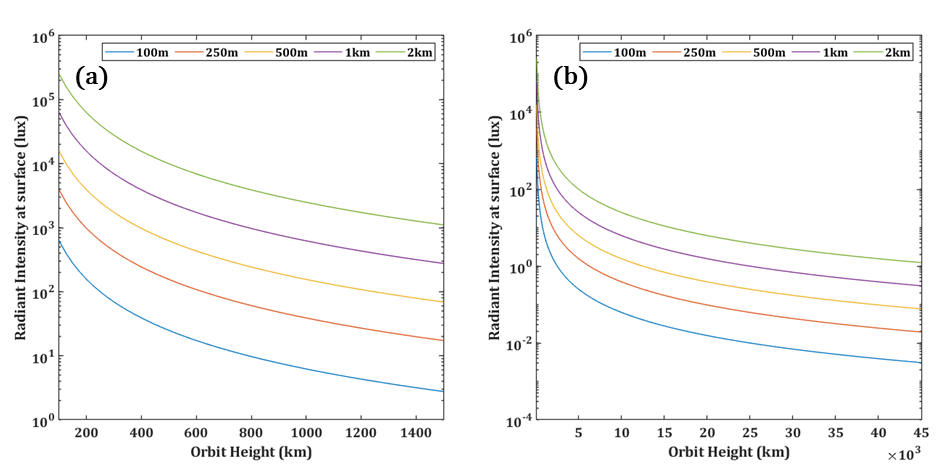 100m 250m 500m 1km 2km
(a)
Radiant Intensity at surface (lux)
10^6
10^5
10^4
10^3
10^2
10^1
10^0
200 400 600 800 1000 1200 1400
Orbit Height (km)
100m 250m 500m 1km 2km
(b)
Radiant Intensity at surface (lux)
10^6
10^4
10^2
10^0
10^-2
10^-4
5 10 15 20 25 30 35 40 45
Orbit Height (km)
×10^3